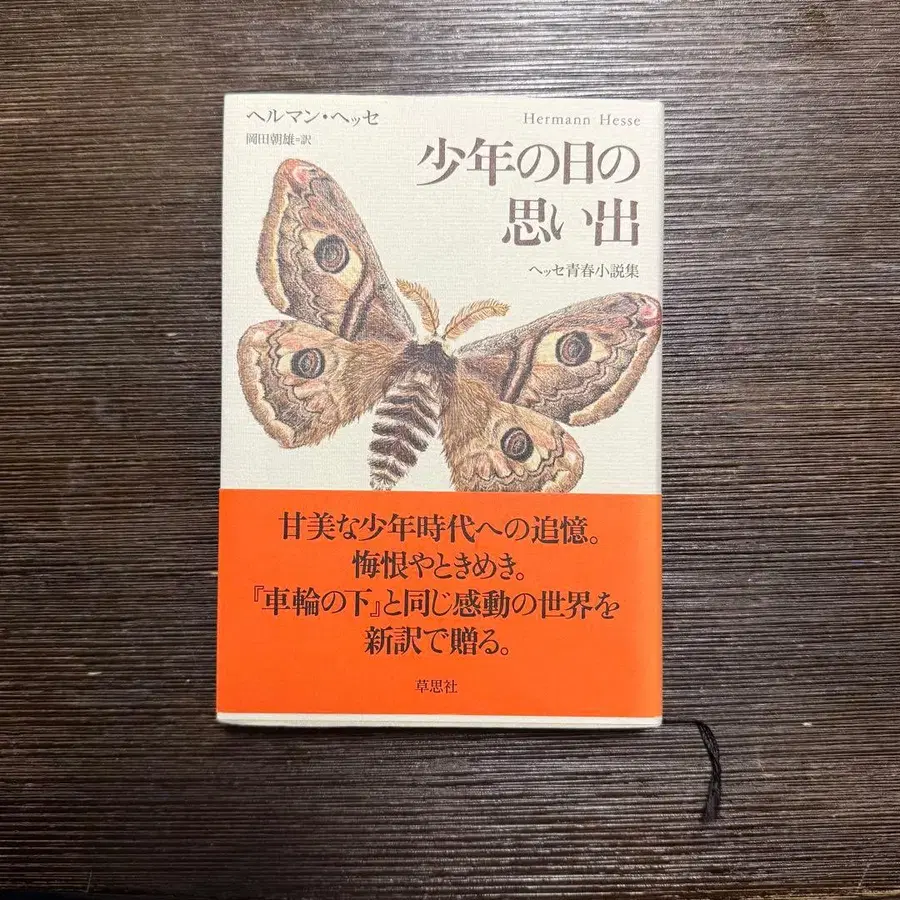 ヘルマン・ヘッセ
岡田朝雄=訳
Hermann Hesse
少年の日の
思い出
ヘッセ青春小説集
甘美な少年時代への追憶。
悔恨やときめき。
『車輪の下』と同じ感動の世界を
新訳で贈る。
草思社